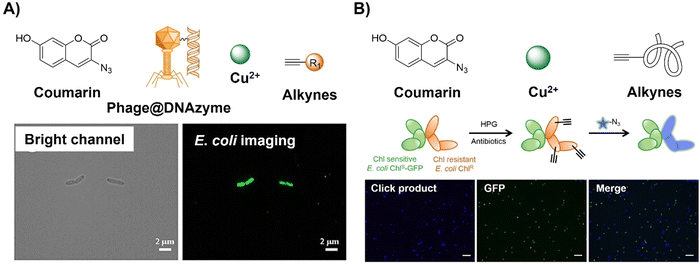 A)
HO
O
O
N₃
Coumarin
Phage@DNAzyme
Cu²⁺
R₁
Alkynes
Bright channel
2 μm
E. coli imaging
2 μm
B)
HO
O
O
N₃
Coumarin
Cu²⁺
Alkynes
HPG
Antibiotics
N₃
Chl sensitive
E. coli Chlˢ-GFP
Chl resistant
E. coli Chlᴿ
Click product
GFP
Merge